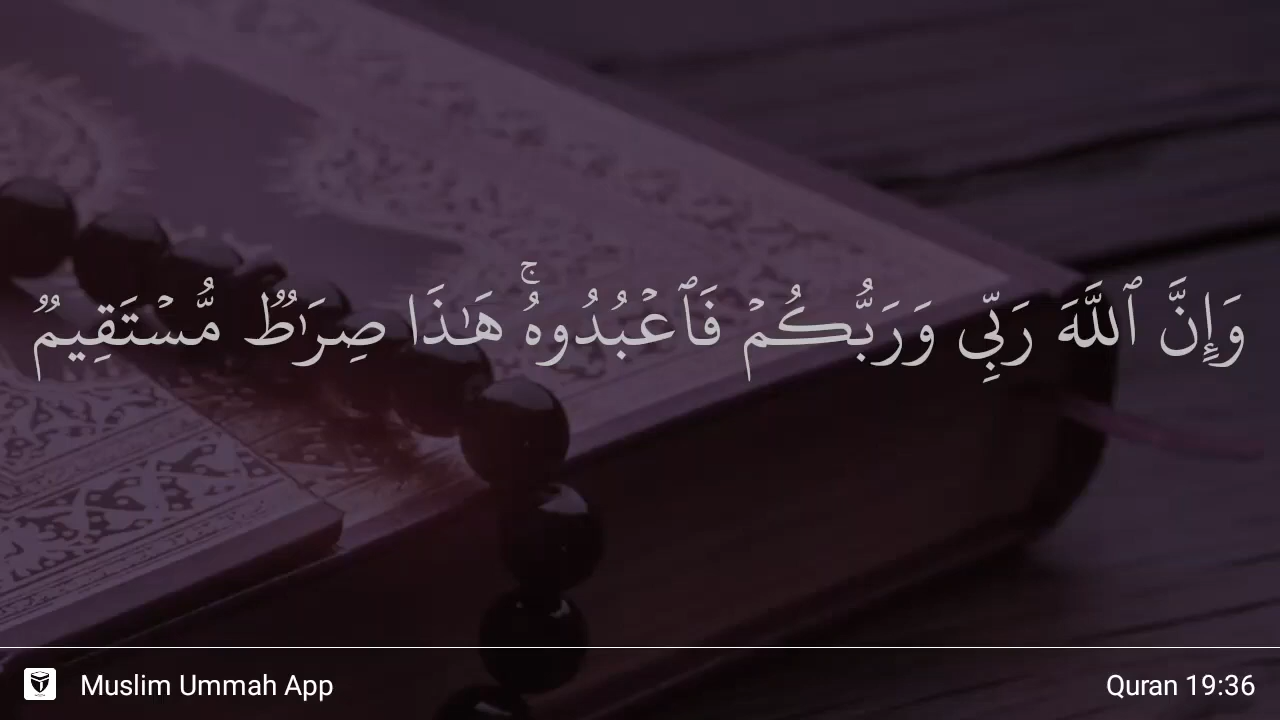 وَإِنَّ ٱللَّهَ رَبِّي وَرَبُّكُمْ فَٱعْبُدُوهُ ۚ هَـٰذَا صِرَٰطٌ مُّسْتَقِيمٌ
Muslim Ummah App
Quran 19:36